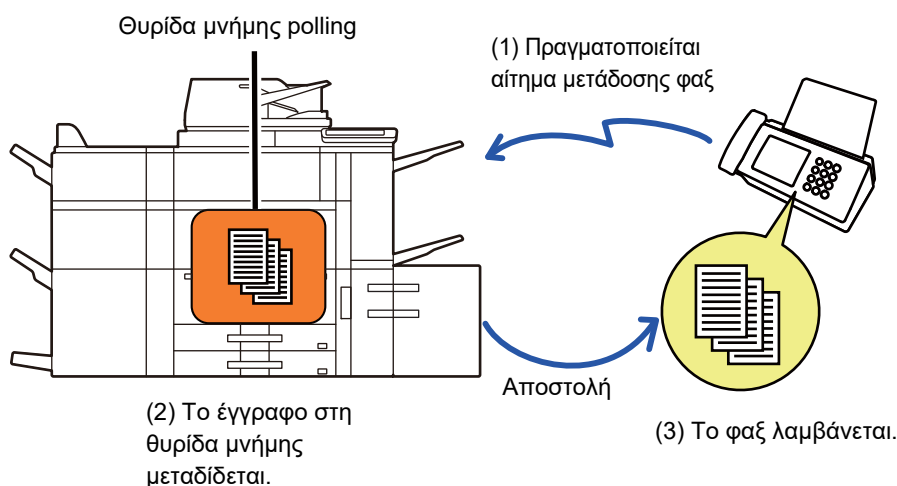 Θυρίδα μνήμης polling
(1) Πραγματοποιείται
αίτημα μετάδοσης φαξ
Αποστολή
(2) Το έγγραφο στη
θυρίδα μνήμης
μεταδίδεται.
(3) Το φαξ λαμβάνεται.